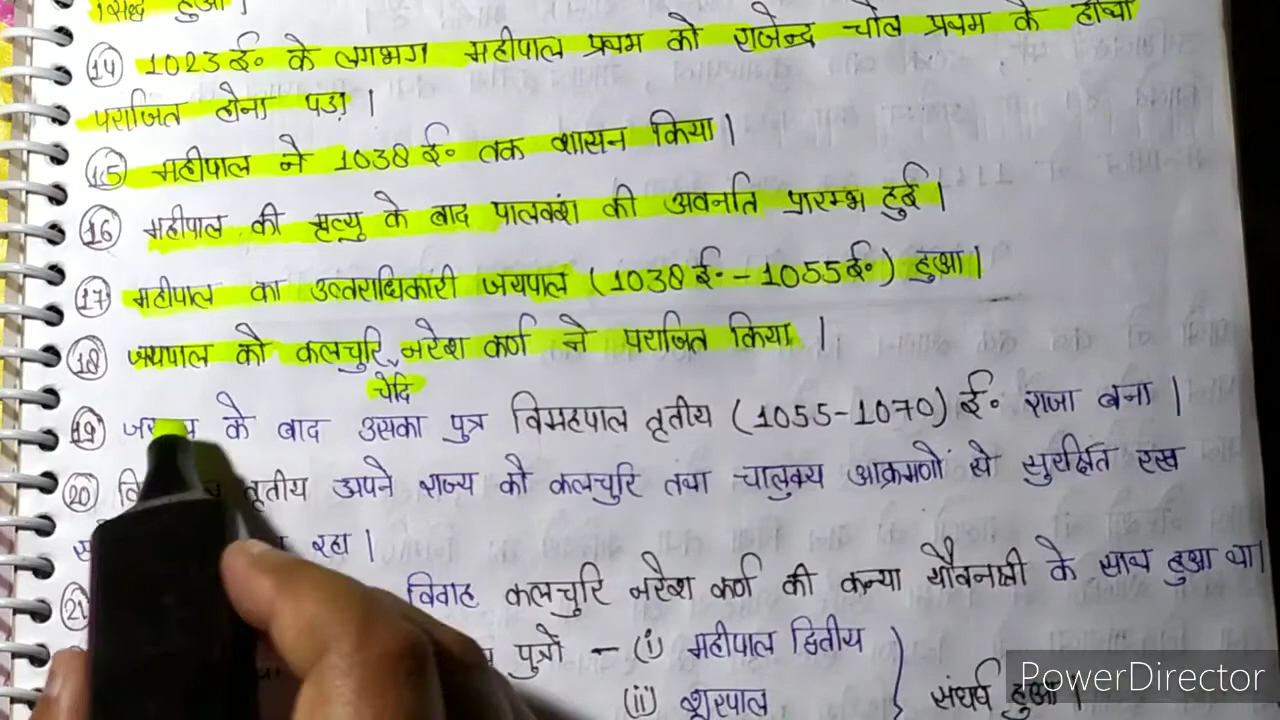 सिद्ध हुआ।
(14) 1023 ई० के लगभग महीपाल प्रथम को राजेन्द्र चोल प्रथम के हाथों
पराजित होना पड़ा।
(15) महीपाल ने 1038 ई० तक शासन किया।
(16) महीपाल की मृत्यु के बाद पालवंश की अवनति प्रारम्भ हुई।
(17) महीपाल का उत्तराधिकारी जयपाल (1038 ई० - 1055 ई०) हुआ।
(18) जयपाल को कलचुरि नरेश कर्ण ने पराजित किया।
चेदि
(19) के बाद उसका पुत्र विग्रहपाल तृतीय (1055-1070) ई० राजा बना।
(20) तृतीय अपने राज्य को कलचुरि तथा चालुक्य आक्रमणों से सुरक्षित रख
रहा।
(21) विवाह कलचुरि नरेश कर्ण की कन्या यौवनश्री के साथ हुआ था।
पुत्रों - (i) महीपाल द्वितीय
(ii) शूरपाल } संघर्ष हुआ।
PowerDirector